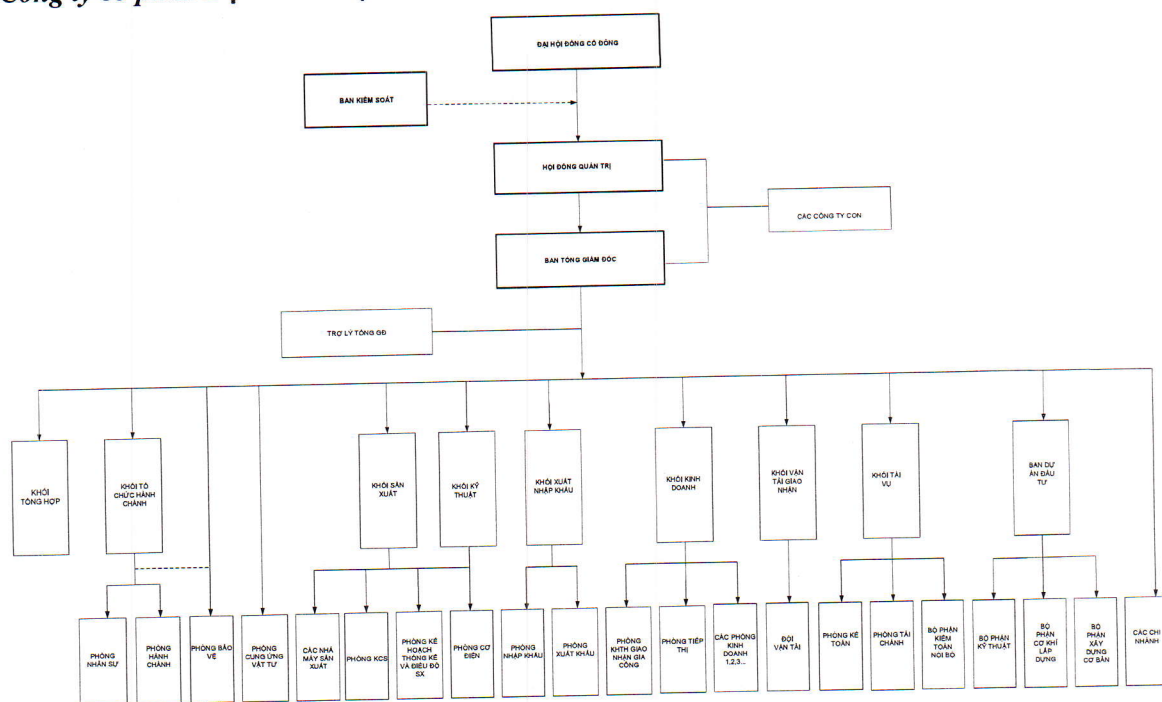 Công ty cổ phần
ĐẠI HỘI ĐỒNG CỔ ĐÔNG
BAN KIỂM SOÁT
HỘI ĐỒNG QUẢN TRỊ
CÁC CÔNG TY CON
BAN TỔNG GIÁM ĐỐC
TRỢ LÝ TỔNG GĐ
KHỐI
TỔNG HỢP
KHỐI TỔ
CHỨC HÀNH
CHÁNH
KHỐI SẢN
XUẤT
KHỐI KỸ
THUẬT
KHỐI XUẤT
NHẬP KHẨU
KHỐI KINH
DOANH
KHỐI VẬN
TẢI GIAO
NHẬN
KHỐI TÀI
VỤ
BAN DỰ
ÁN ĐẦU
TƯ
PHÒNG
NHÂN SỰ
PHÒNG
HÀNH
CHÁNH
PHÒNG BẢO
VỆ
PHÒNG
CUNG ỨNG
VẬT TƯ
CÁC NHÀ
MÁY SẢN
XUẤT
PHÒNG KCS
PHÒNG KẾ
HOẠCH
THỐNG KÊ
VÀ ĐIỀU ĐỘ
SX
PHÒNG CƠ
ĐIỆN
PHÒNG
NHẬP KHẨU
PHÒNG
XUẤT KHẨU
PHÒNG
KHTH GIAO
NHẬN GIA
CÔNG
PHÒNG TIẾP
THỊ
CÁC PHÒNG
KINH
DOANH
1,2,3...
ĐỘI
VẬN TẢI
PHÒNG KẾ
TOÁN
PHÒNG TÀI
CHÁNH
BỘ PHẬN
KIỂM
TOÁN
NỘI BỘ
BỘ PHẬN
KỸ THUẬT
BỘ
PHẬN
CƠ KHÍ
LẮP
DỰNG
BỘ
PHẬN
XÂY
DỰNG
CƠ BẢN
CÁC CHI
NHÁNH